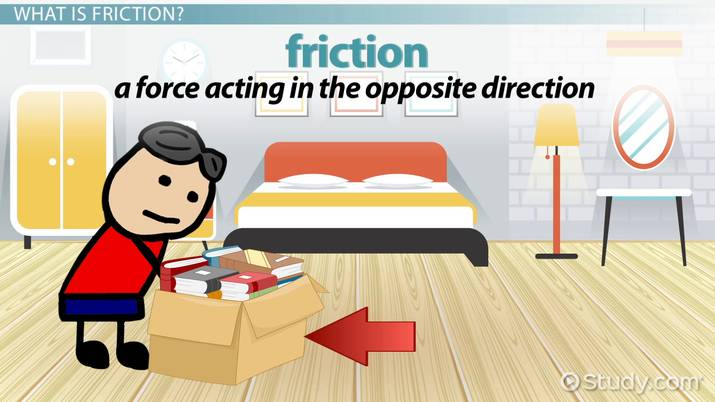 WHAT IS FRICTION?
friction
a force acting in the opposite direction
Study.com